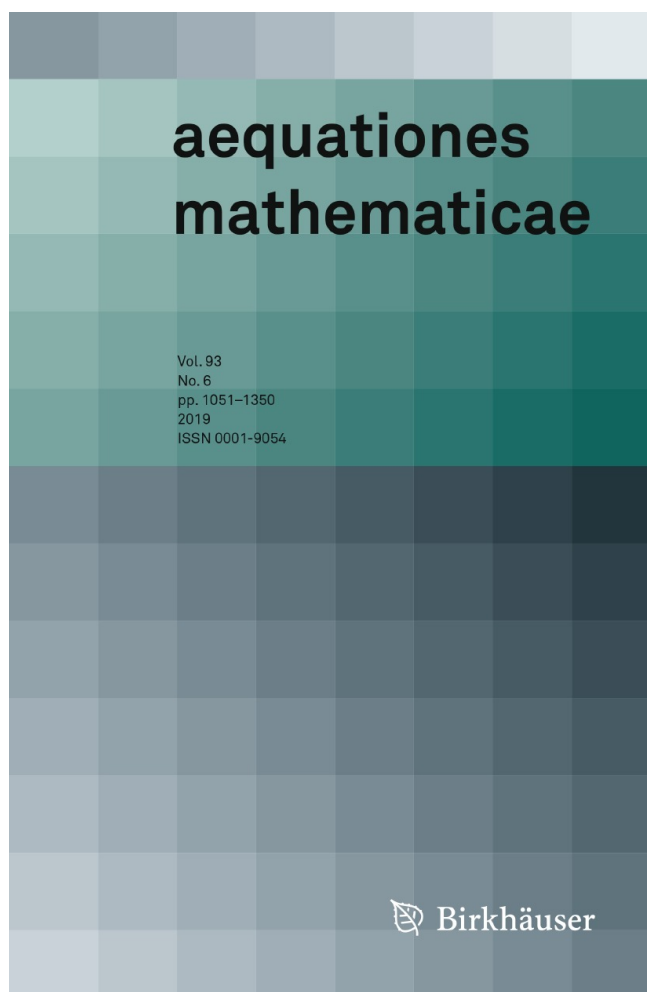 aequationes
mathematicae
Vol. 93
No. 6
pp. 1051–1350
2019
ISSN 0001-9054
Birkhäuser